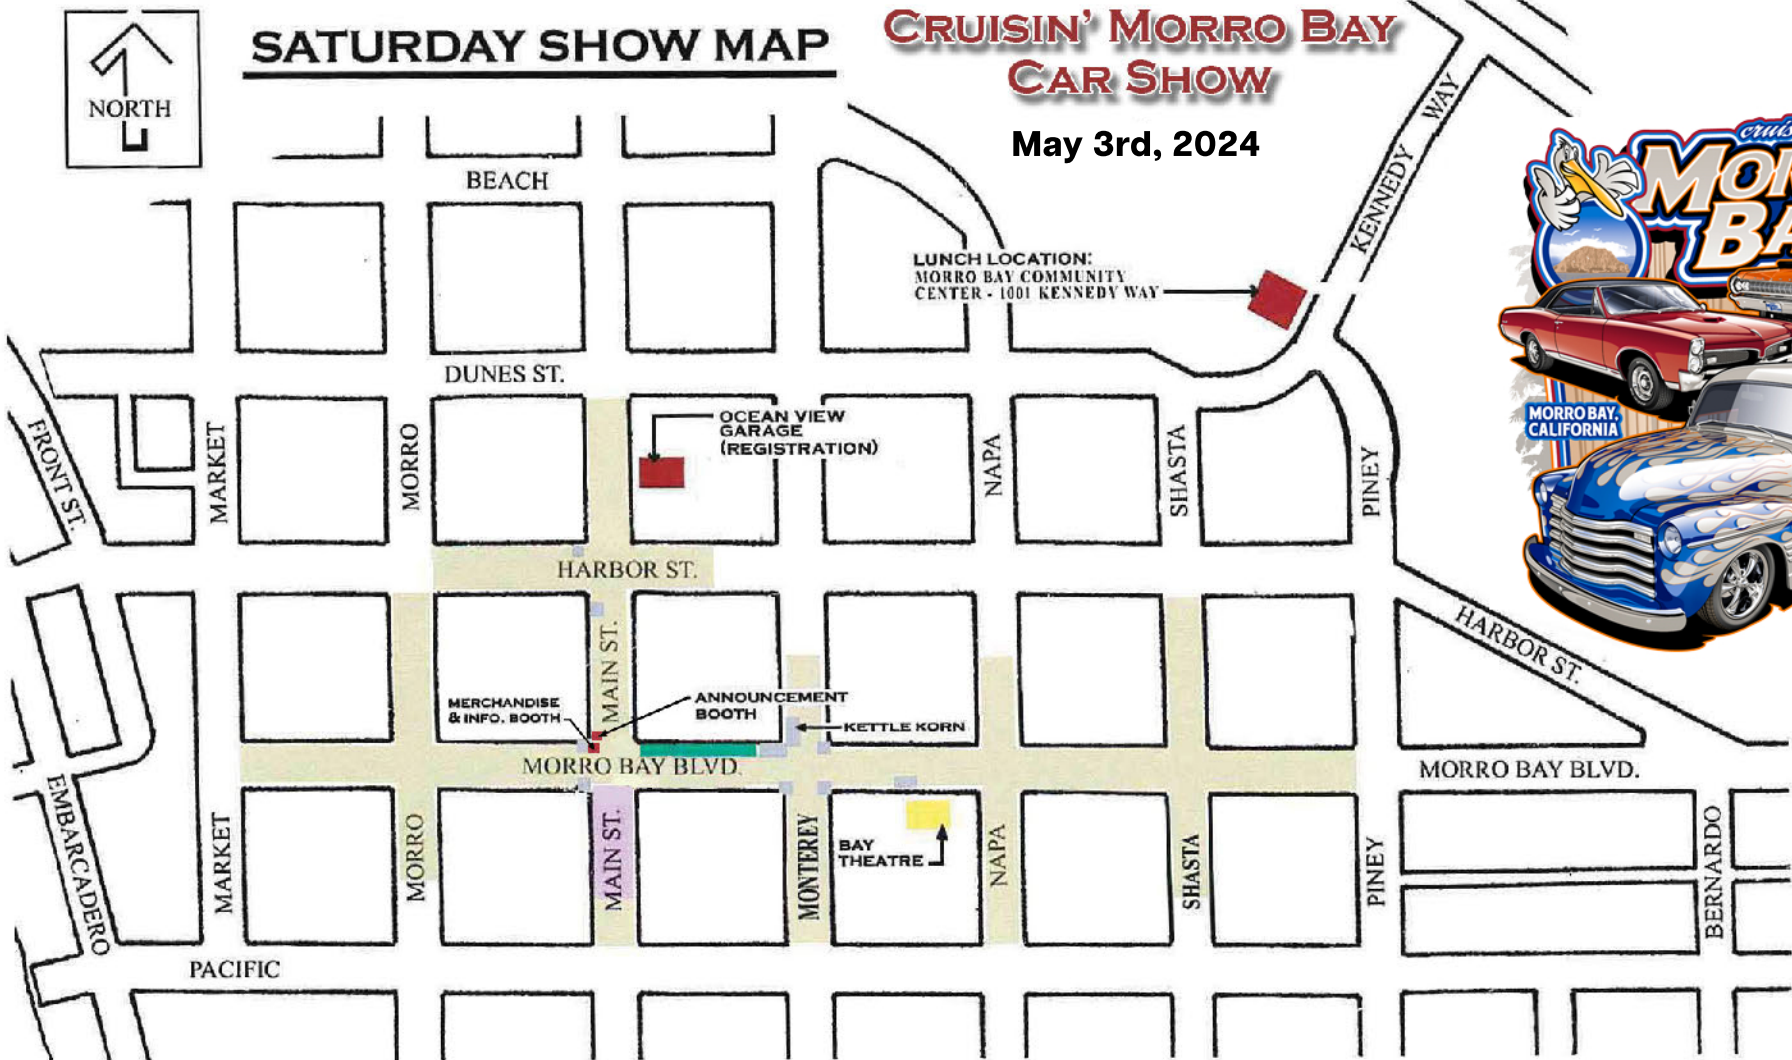 SATURDAY SHOW MAP
CRUISIN' MORRO BAY
CAR SHOW
May 3rd, 2024
NORTH
BEACH
KENNEDY WAY
LUNCH LOCATION:
MORRO BAY COMMUNITY
CENTER - 1001 KENNEDY WAY
MORRO BAY,
CALIFORNIA
DUNES ST.
FRONT ST.
MARKET
MORRO
OCEAN VIEW
GARAGE
(REGISTRATION)
NAPA
SHASTA
PINEY
HARBOR ST.
HARBOR ST.
MAIN ST.
MERCHANDISE
& INFO. BOOTH
ANNOUNCEMENT
BOOTH
KETTLE KORN
MORRO BAY BLVD.
MORRO BAY BLVD.
EMBARCADERO
MARKET
MORRO
MAIN ST.
MONTEREY
BAY
THEATRE
NAPA
SHASTA
PINEY
BERNARDO
PACIFIC